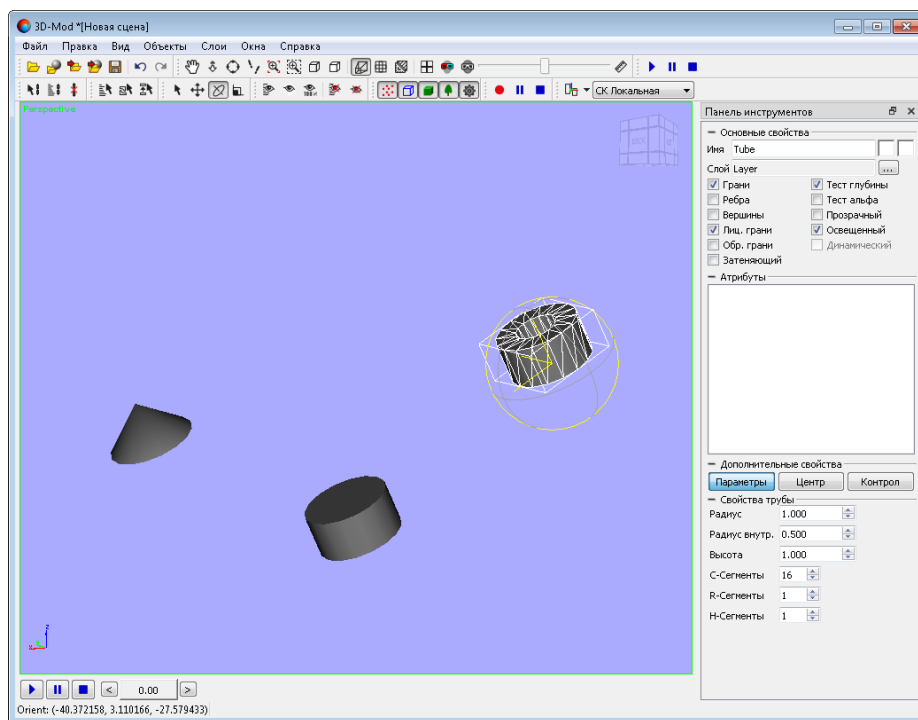 3D-Mod *[Новая сцена]
Файл Правка Вид Объекты Слои Окна Справка
СК Локальная
Perspective
Панель инструментов
Основные свойства
Имя Tube
Слой Layer ...
Грани Тест глубины
Ребра Тест альфа
Вершины Прозрачный
Лиц. грани Освещенный
Обр. грани Динамический
Затеняющий
Атрибуты
Дополнительные свойства
Параметры Центр Контрол
Свойства трубы
Радиус 1.000
Радиус внутр. 0.500
Высота 1.000
C-Сегменты 16
R-Сегменты 1
H-Сегменты 1
z
x
< 0.00 >
Orient: (-40.372158, 3.110166, -27.579433)